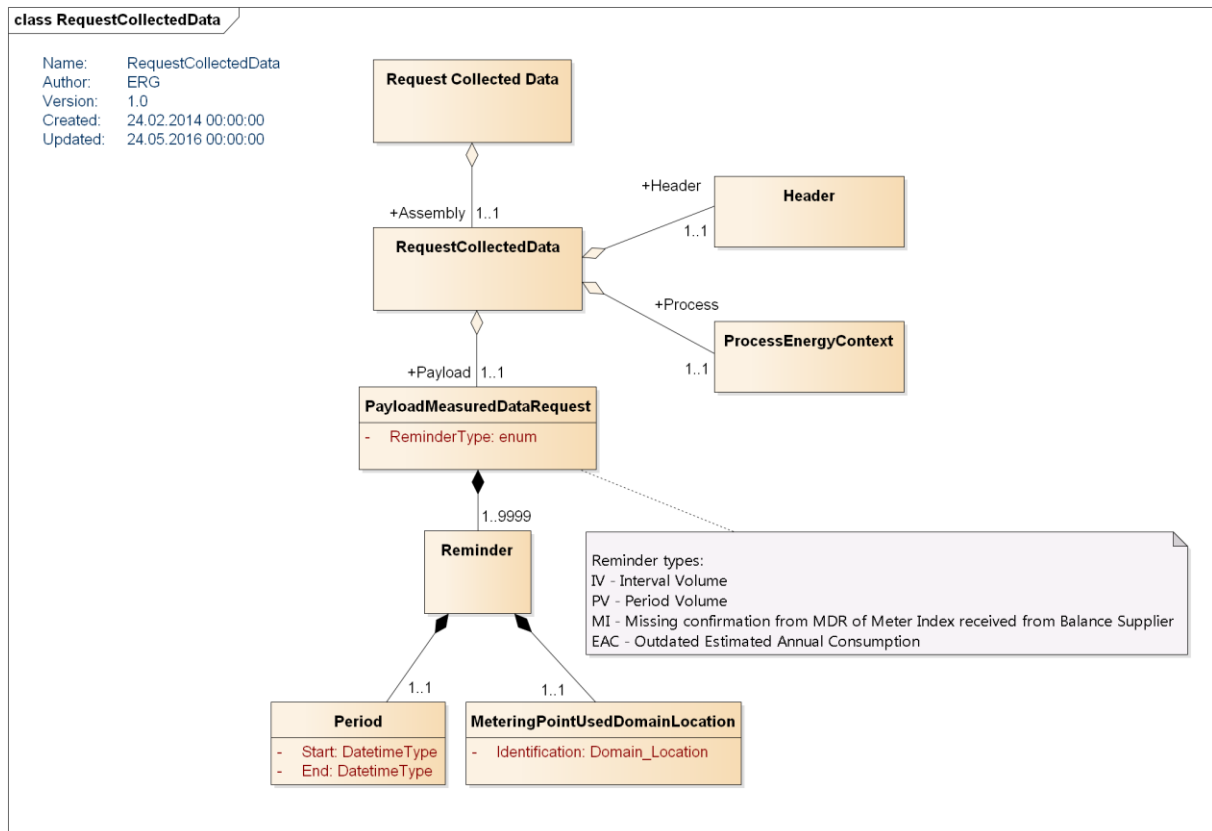 class RequestCollectedData
Name: RequestCollectedData
Author: ERG
Version: 1.0
Created: 24.02.2014 00:00:00
Updated: 24.05.2016 00:00:00
Request Collected Data
+Assembly 1..1
+Header
Header
1..1
RequestCollectedData
+Process
ProcessEnergyContext
1..1
+Payload 1..1
PayloadMeasuredDataRequest
- ReminderType: enum
1..9999
Reminder
Reminder types:
IV - Interval Volume
PV - Period Volume
MI - Missing confirmation from MDR of Meter Index received from Balance Supplier
EAC - Outdated Estimated Annual Consumption
1..1
1..1
Period
- Start: DatetimeType
- End: DatetimeType
MeteringPointUsedDomainLocation
- Identification: Domain_Location